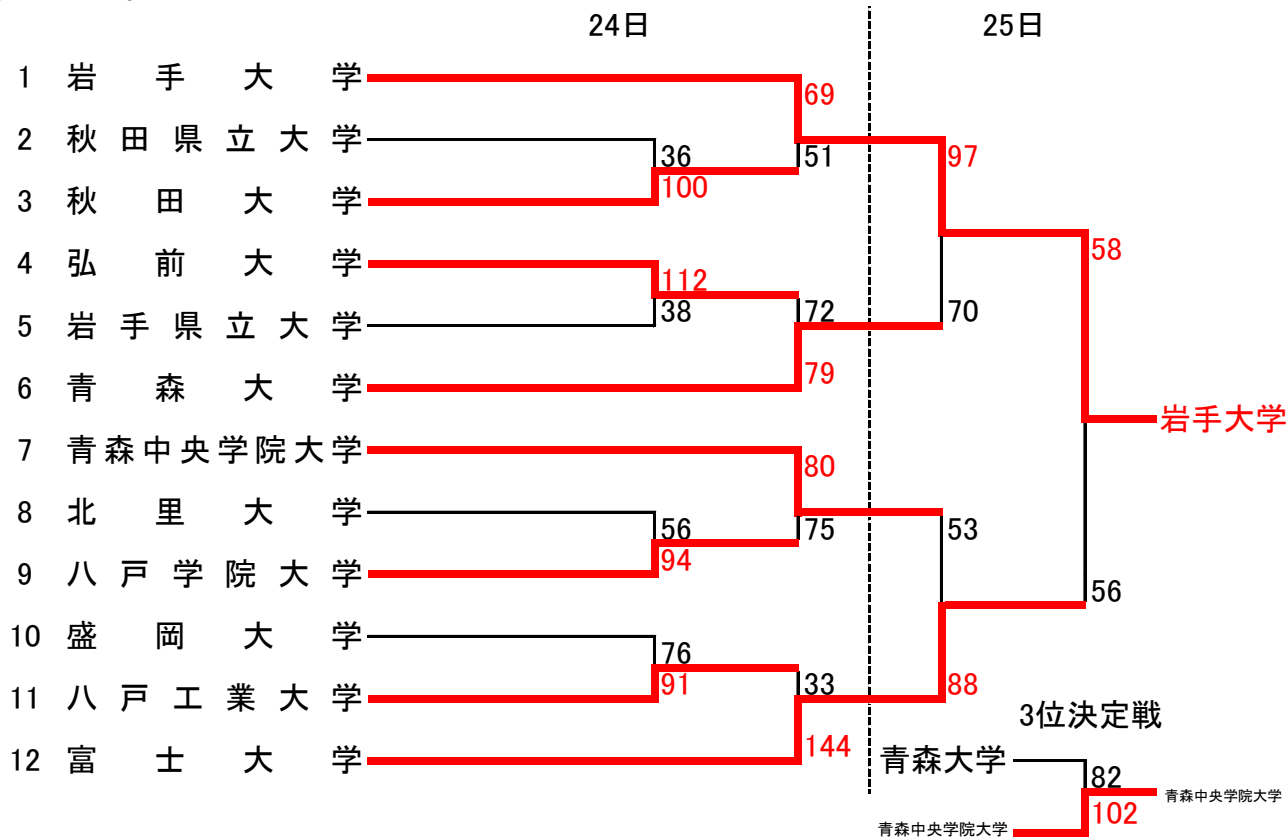 24日 25日
1 岩手大学
69
2 秋田県立大学
36 51 97
100
3 秋田大学
4 弘前大学
58
112
38 72 70
5 岩手県立大学
79
6 青森大学
岩手大学
7 青森中央学院大学
80
8 北里大学
56 75 53
94
9 八戸学院大学
56
10 盛岡大学
76
91 33 88
11 八戸工業大学
3位決定戦
144
12 富士大学
青森大学
82
青森中央学院大学
102
青森中央学院大学